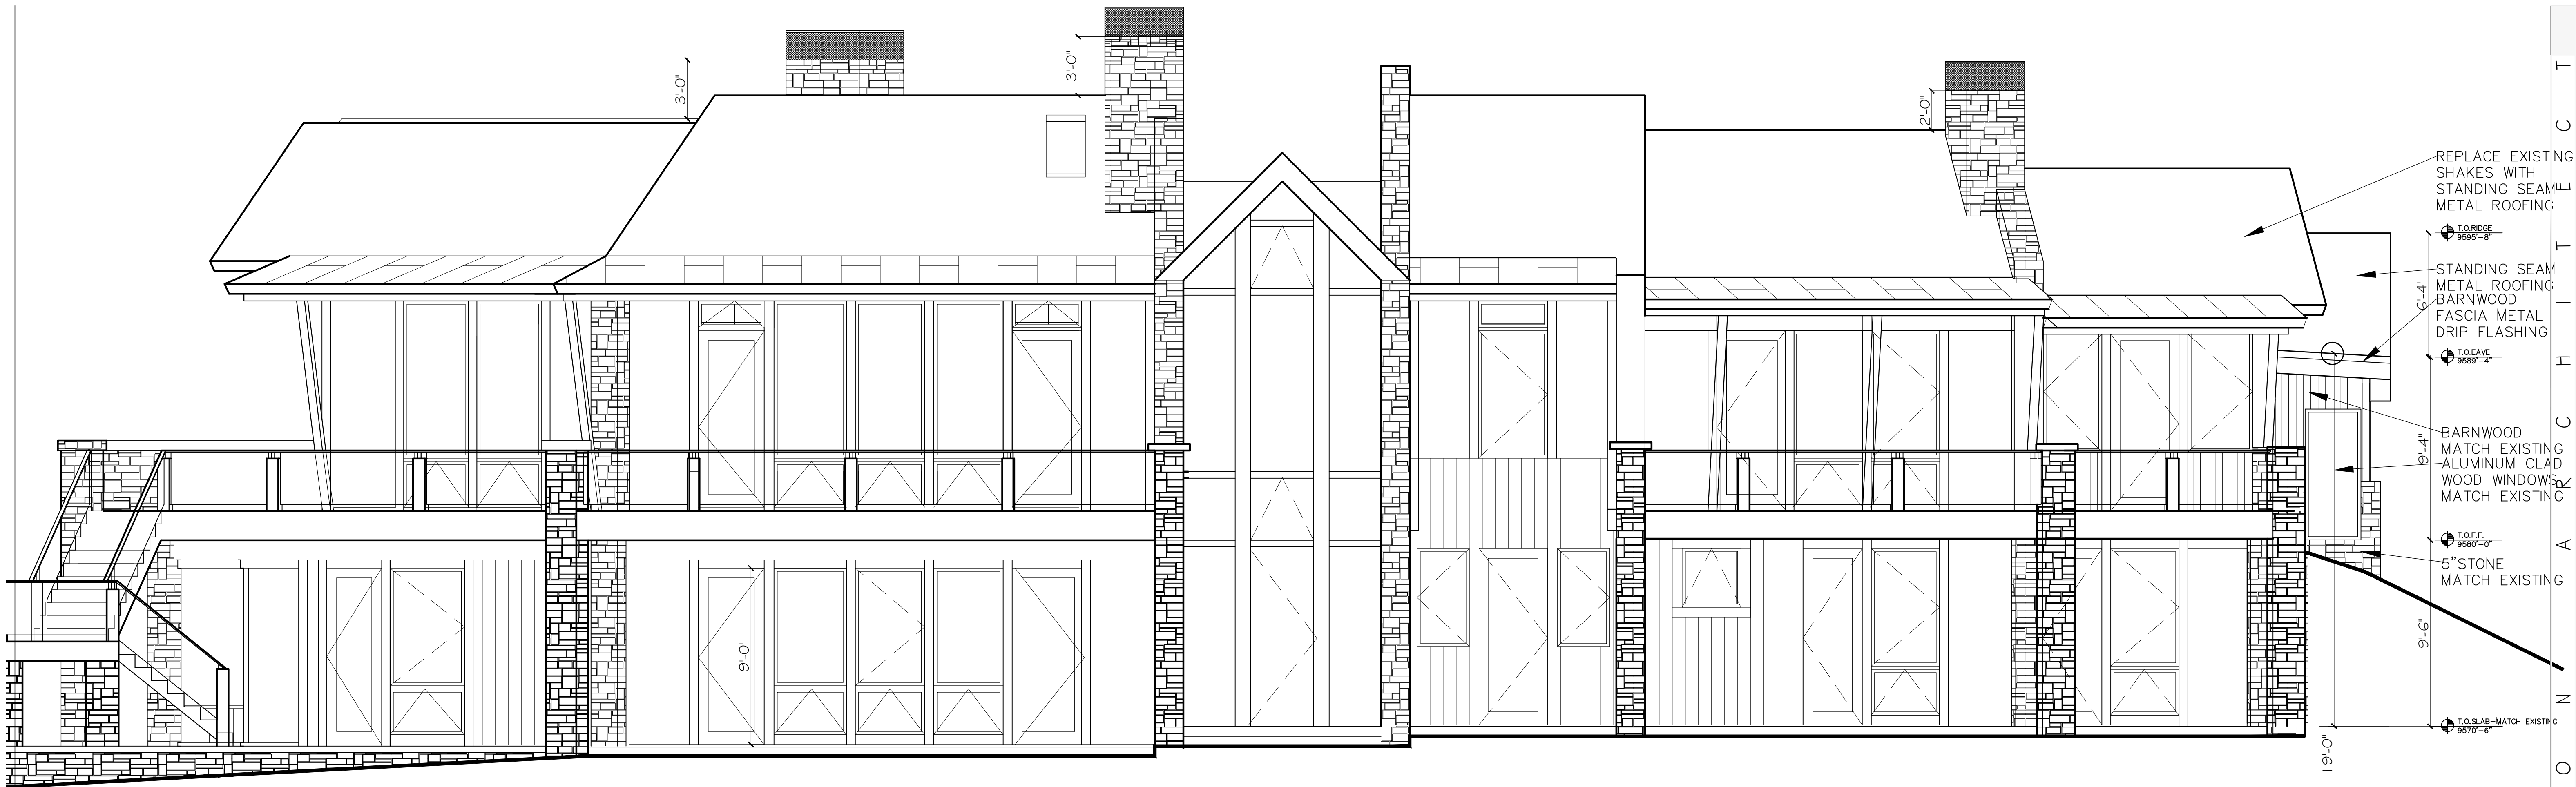 3'-0"
3'-0"
2'-0"
REPLACE EXISTING
SHAKES WITH
STANDING SEAM
METAL ROOFING
T.O.RIDGE
9595'-8"
STANDING SEAM
METAL ROOFING
6'-4"
BARNWOOD
FASCIA METAL
DRIP FLASHING
T.O.EAVE
9589'-4"
BARNWOOD
MATCH EXISTING
9'-4"
ALUMINUM CLAD
WOOD WINDOWS
MATCH EXISTING
T.O.F.F.
9580'-0"
5"STONE
MATCH EXISTING
9'-0"
9'-6"
T.O.SLAB-MATCH EXISTING
9570'-6"
19'-0"
O N A R C H I T E C T